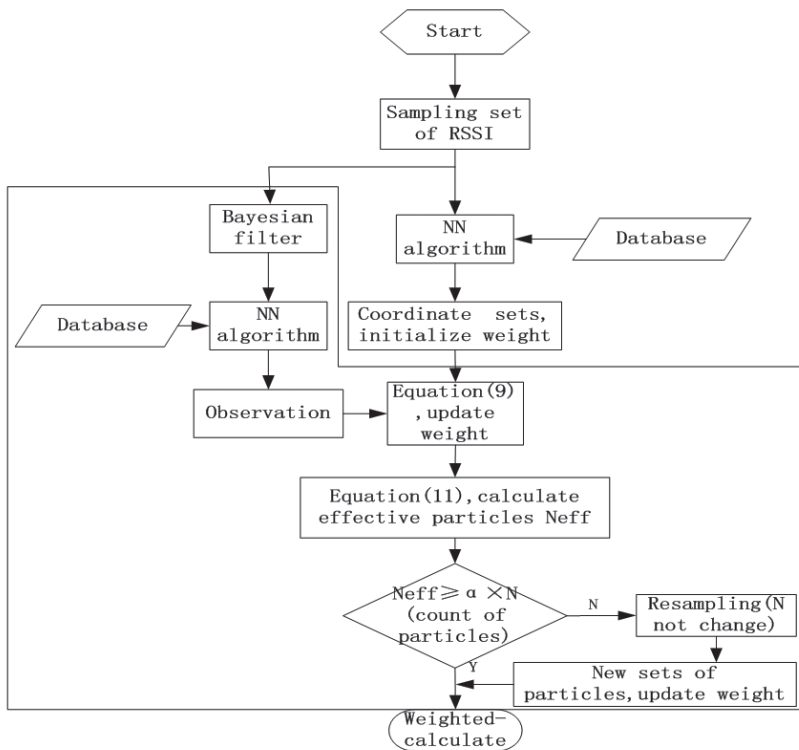 Start
Sampling set
of RSSI
Bayesian
filter
NN
algorithm
Database
Database
NN
algorithm
Coordinate sets,
initialize weight
Observation
Equation(9)
,update
weight
Equation(11),calculate
effective particles Neff
Neff≥α×N
(count of
particles)
N
Resampling(N
not change)
Y
New sets of
particles,update weight
Weighted-
calculate